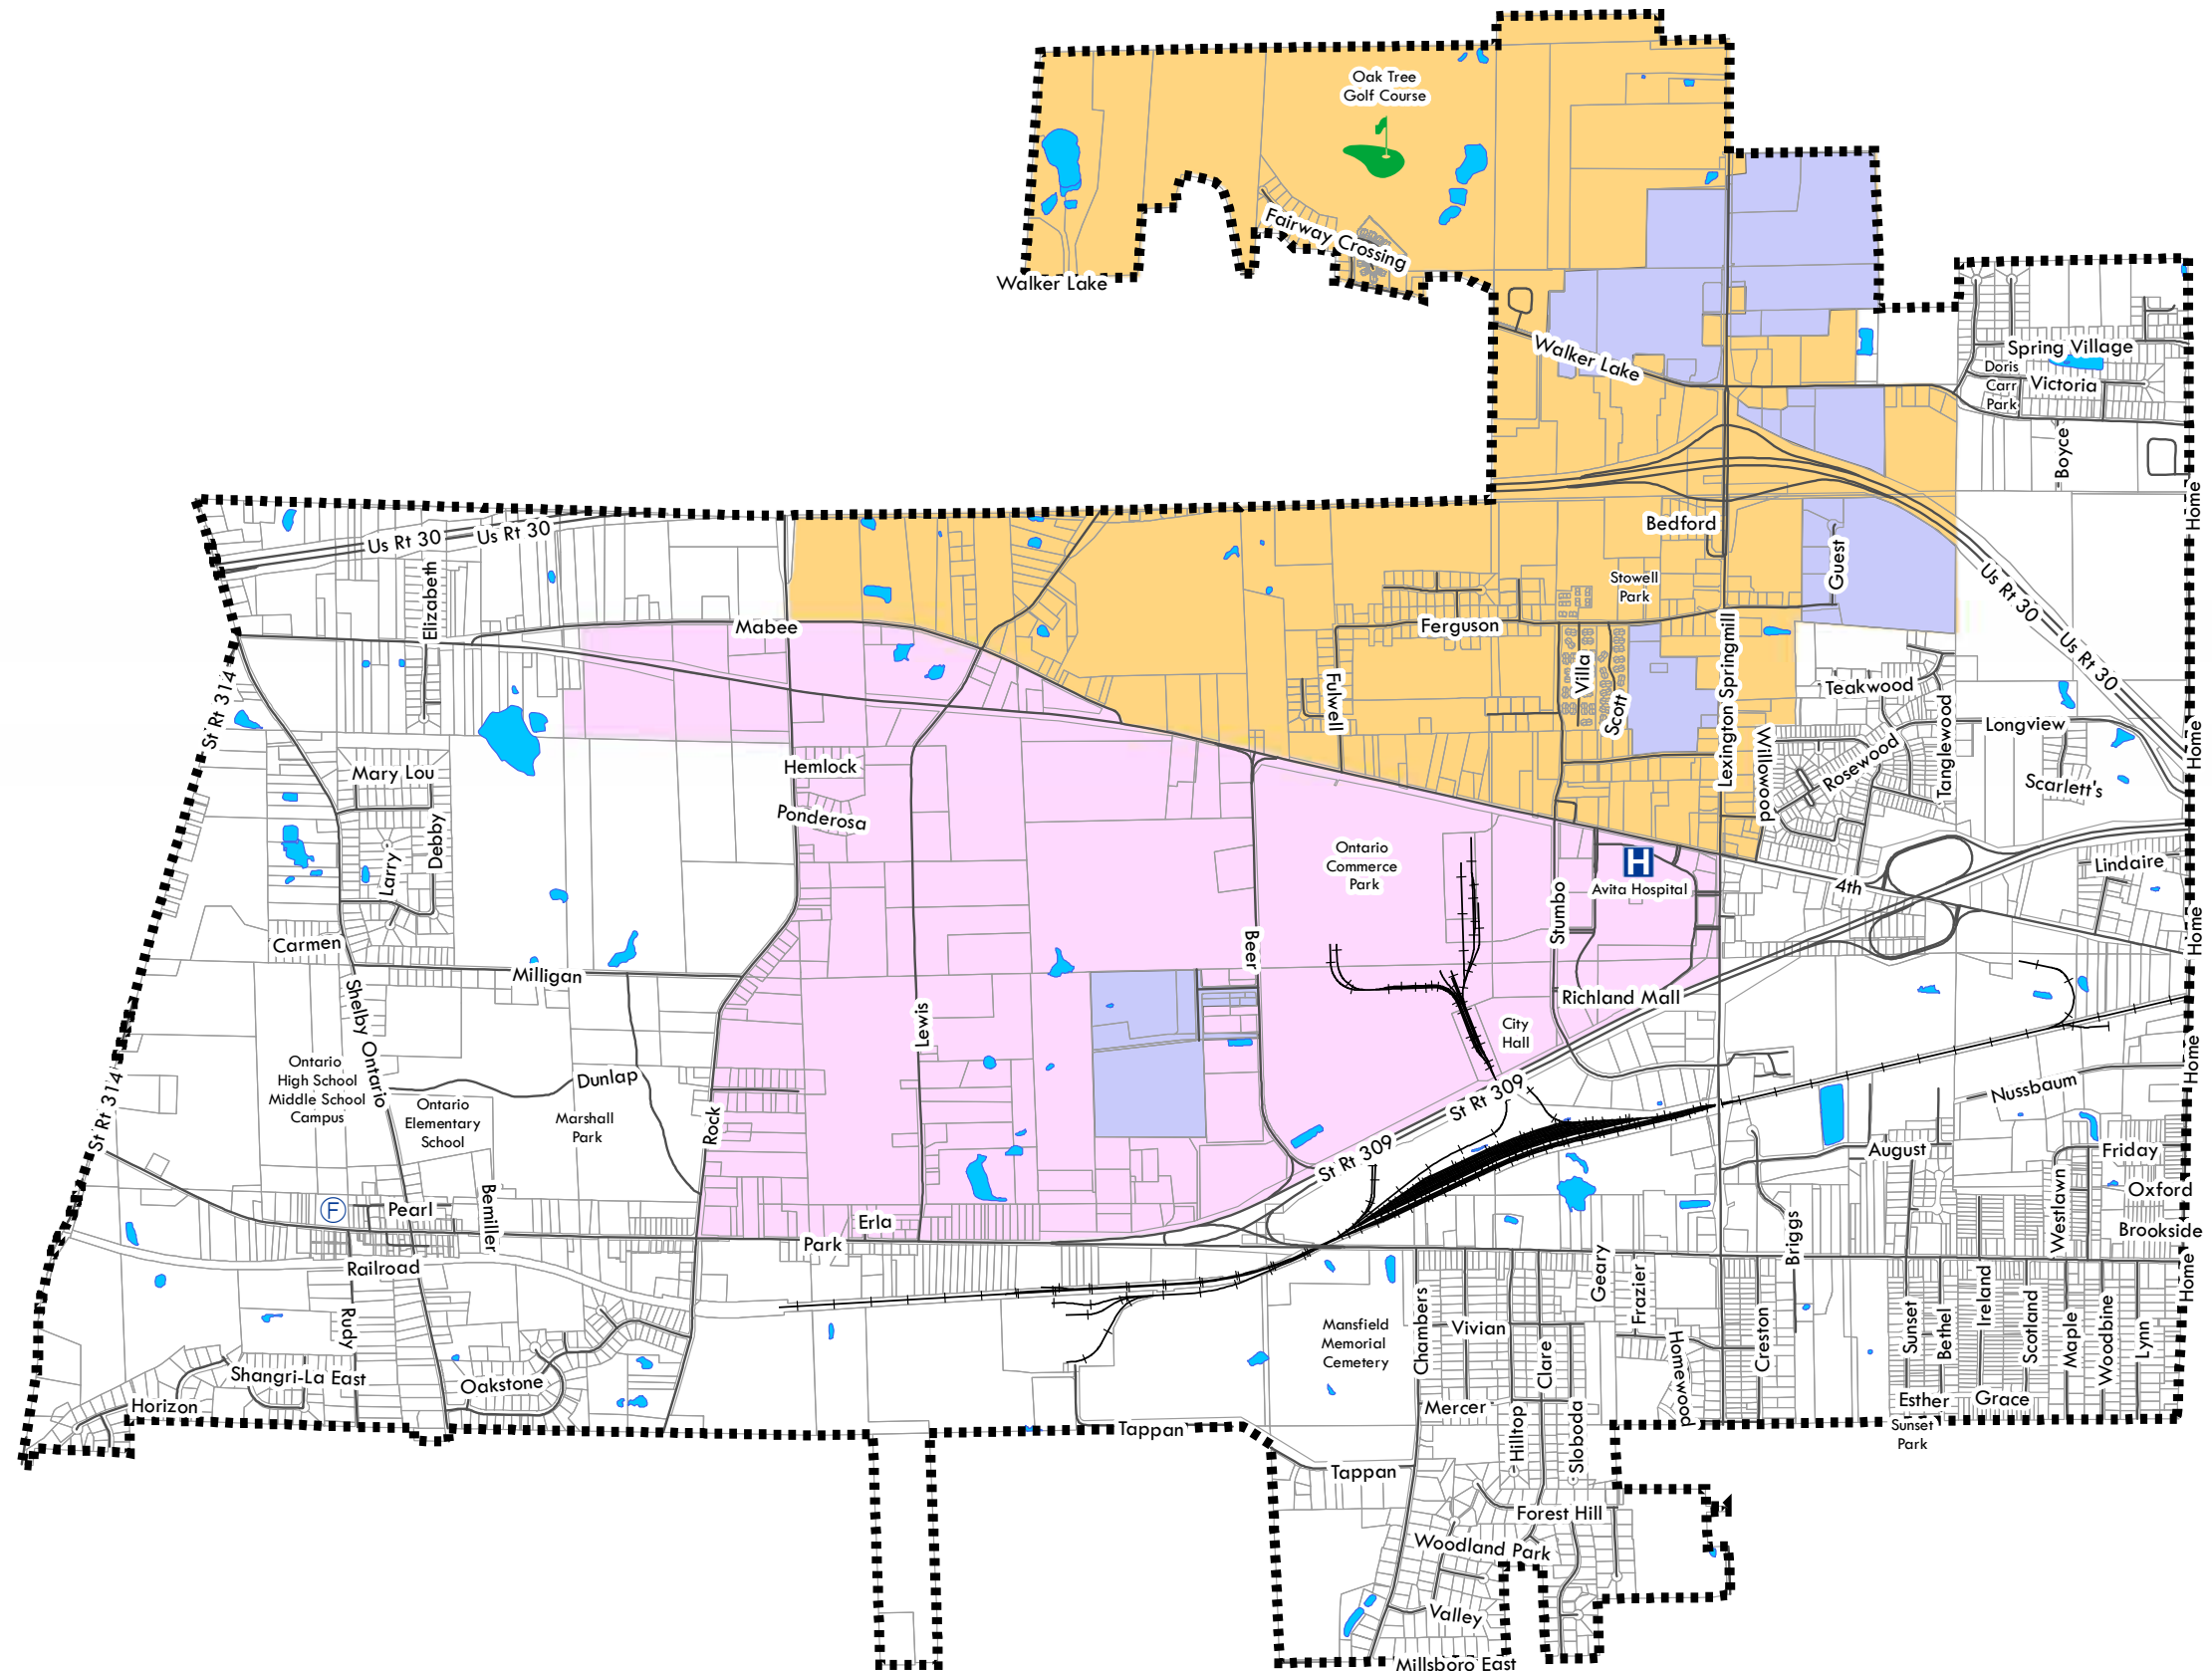 Oak Tree
Golf Course
Fairway Crossing
Walker Lake
Walker Lake
Spring Village
Doris
Victoria
Carr
Park
Boyce
Home
Us Rt 30
Us Rt 30
Elizabeth
Bedford
Stowell
Park
Guest
Us Rt 30
Us Rt 30
Mabee
Ferguson
Fulwell
Villa
Scott
Lexington Springmill
Teakwood
Tanglewood
Longview
Home
St Rt 314
Mary Lou
Debby
Larry
Hemlock
Ponderosa
Willowood
Rosewood
Scarlett's
Ontario
Commerce
Park
H
Avita Hospital
4th
Lindaire
Stumbo
Beer
Home
Carmen
Milligan
Shelby Ontario
Lewis
Richland Mall
City
Hall
Home
Ontario
High School
Middle School
Campus
Ontario
Elementary
School
Dunlap
Marshall
Park
Rock
St Rt 314
St Rt 309
St Rt 309
Nussbaum
August
Friday
Westlawn
Oxford
Brookside
Home
F
Pearl
Bemiller
Erla
Park
Railroad
Briggs
Geary
Frazier
Rudy
Mansfield
Memorial
Cemetery
Chambers
Vivian
Clare
Homewood
Creston
Sunset
Bethel
Ireland
Scotland
Maple
Woodbine
Lynn
Shangri-La East
Oakstone
Horizon
Mercer
Hilltop
Sloboda
Esther
Grace
Sunset
Park
Tappan
Tappan
Forest Hill
Woodland Park
Valley
Millsboro East